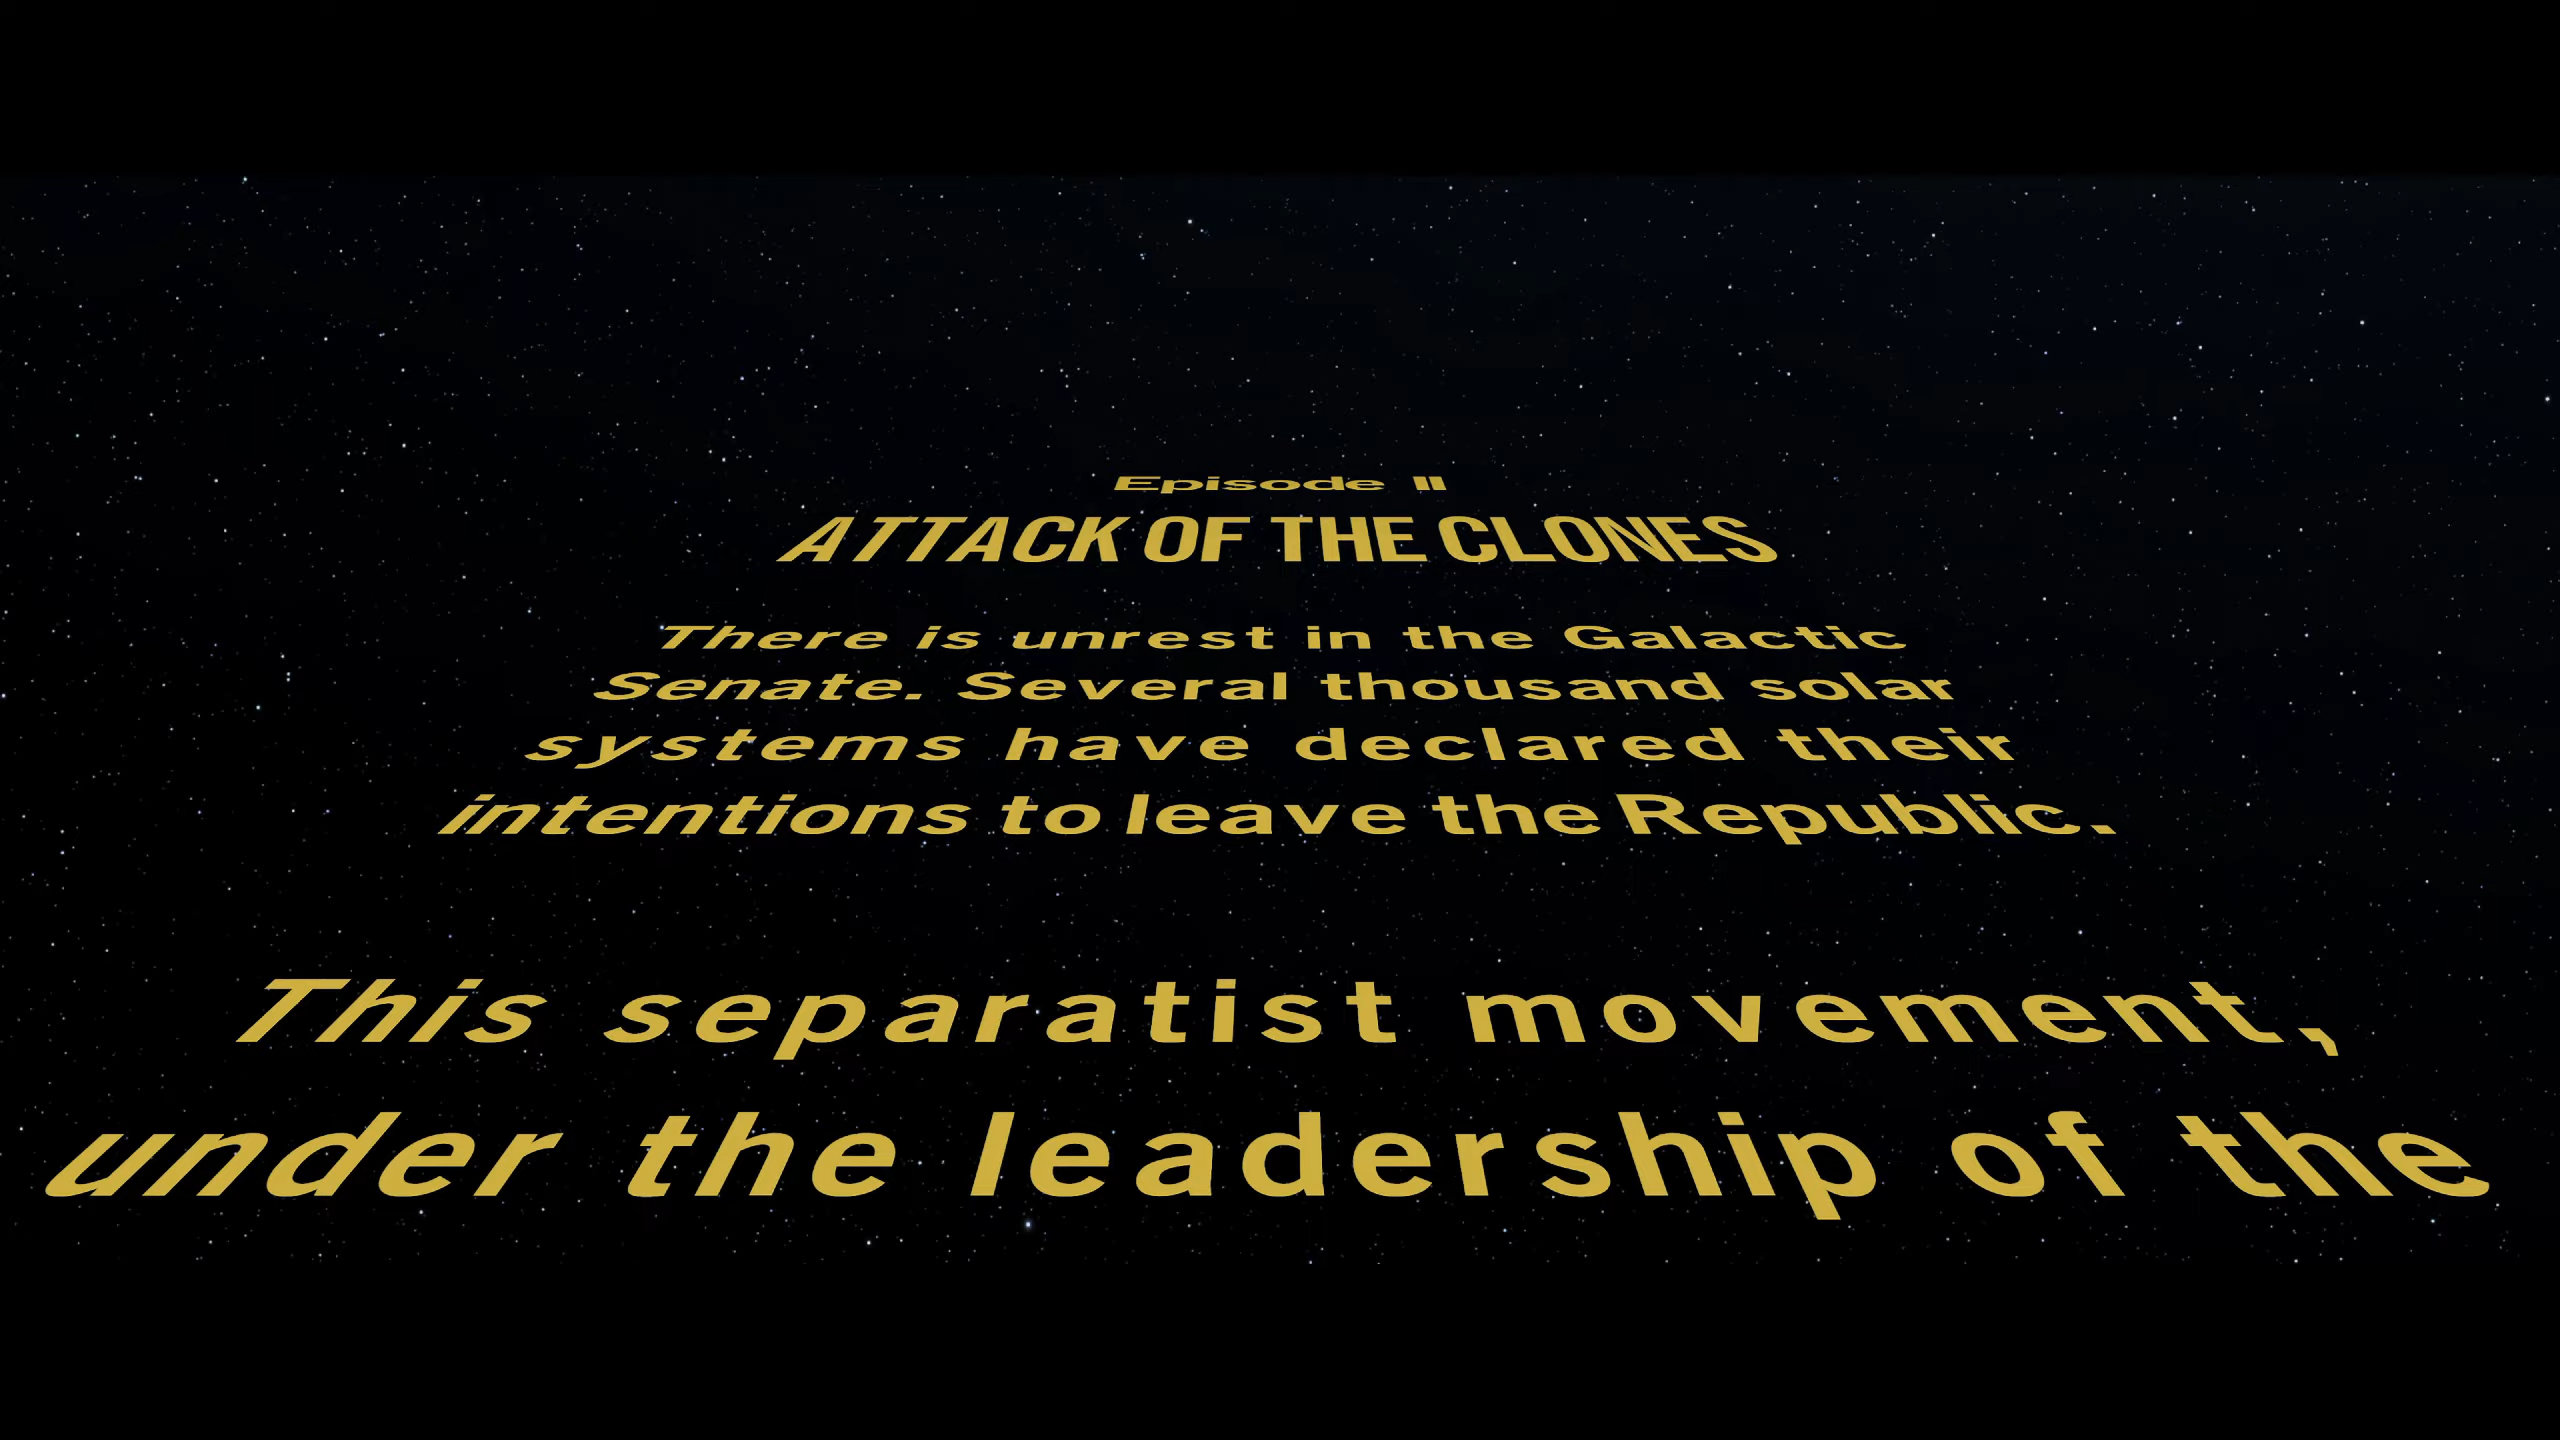 Episode II
ATTACK OF THE CLONES
There is unrest in the Galactic
Senate. Several thousand solar
systems have declared their
intentions to leave the Republic.
This separatist movement,
under the leadership of the